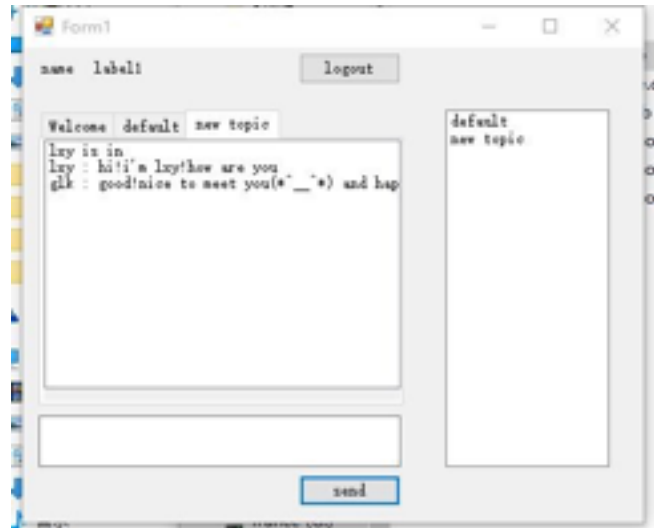 Form1
name label1 logout
Welcome default new topic
lxy is in
lxy : hi!i'm lxy!how are you
glk : good!nice to meet you(*^__^*) and hap
default
new topic
send